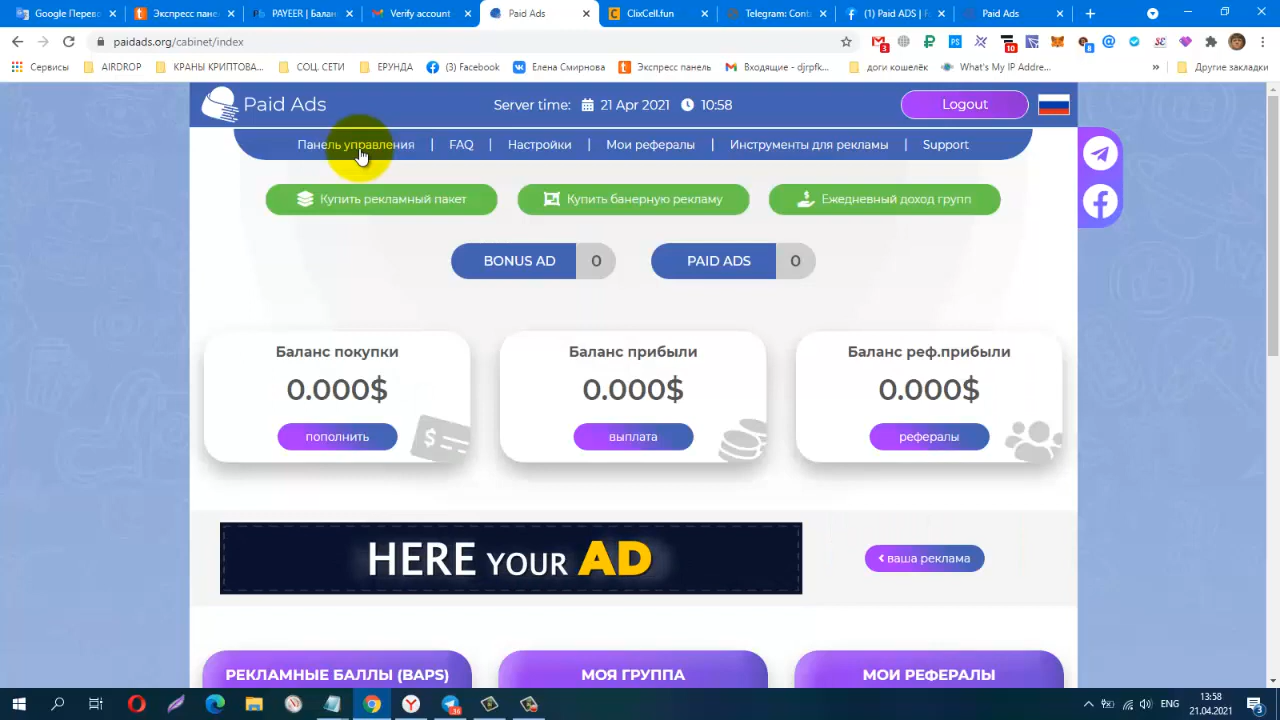 Google Перево
Экспресс пане
PAYEER | Балан
Verify account
Paid Ads
ClixCell.fun
Telegram: Conta
(1) Paid ADS | F
Paid Ads
paidads.org/cabinet/index
Сервисы
AIRDROP
КРАНЫ КРИПТОВА...
СОЦ. СЕТИ
ЕРУНДА
(3) Facebook
Елена Смирнова
Экспресс панель
Входящие - djrpfk...
доги кошелёк
What's My IP Addre...
»
Другие закладки
Paid Ads
Server time: 21 Apr 2021 10:58
Logout
Панель управления | FAQ | Настройки | Мои рефералы | Инструменты для рекламы | Support
Купить рекламный пакет
Купить банерную рекламу
Ежедневный доход групп
BONUS AD 0
PAID ADS 0
Баланс покупки
0.000$
пополнить
Баланс прибыли
0.000$
выплата
Баланс реф.прибыли
0.000$
рефералы
HERE YOUR AD
ваша реклама
РЕКЛАМНЫЕ БАЛЛЫ (BAPS)
МОЯ ГРУППА
МОИ РЕФЕРАЛЫ
ENG
13:58
21.04.2021